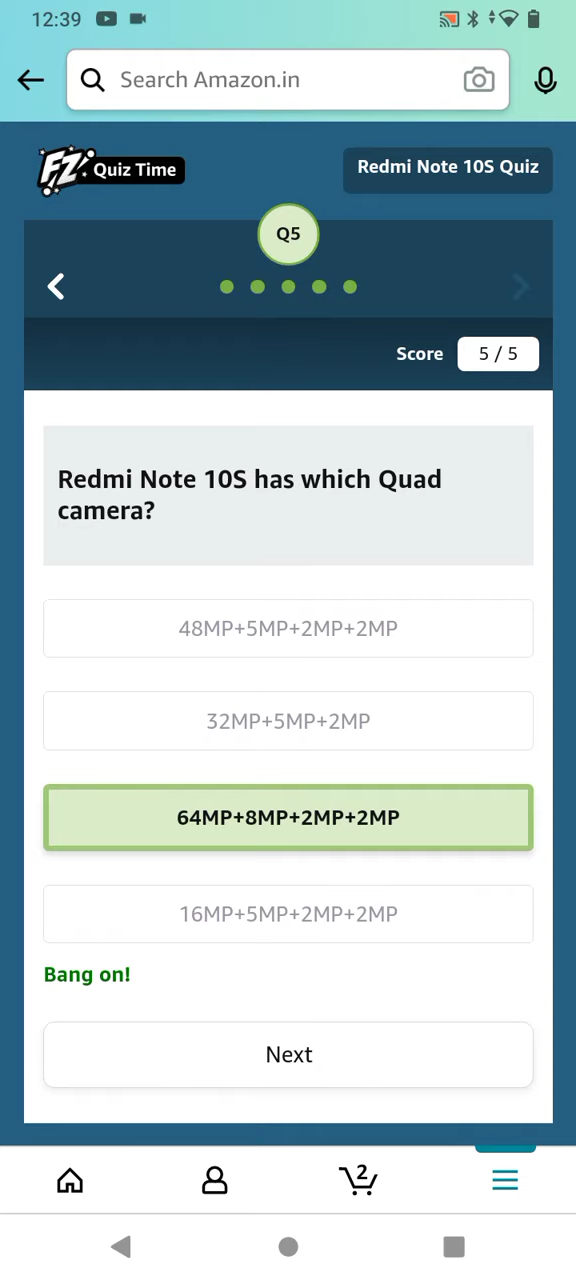 12:39
Search Amazon.in
FZ Quiz Time
Redmi Note 10S Quiz
Q5
Score 5 / 5
Redmi Note 10S has which Quad
camera?
48MP+5MP+2MP+2MP
32MP+5MP+2MP
64MP+8MP+2MP+2MP
16MP+5MP+2MP+2MP
Bang on!
Next
2